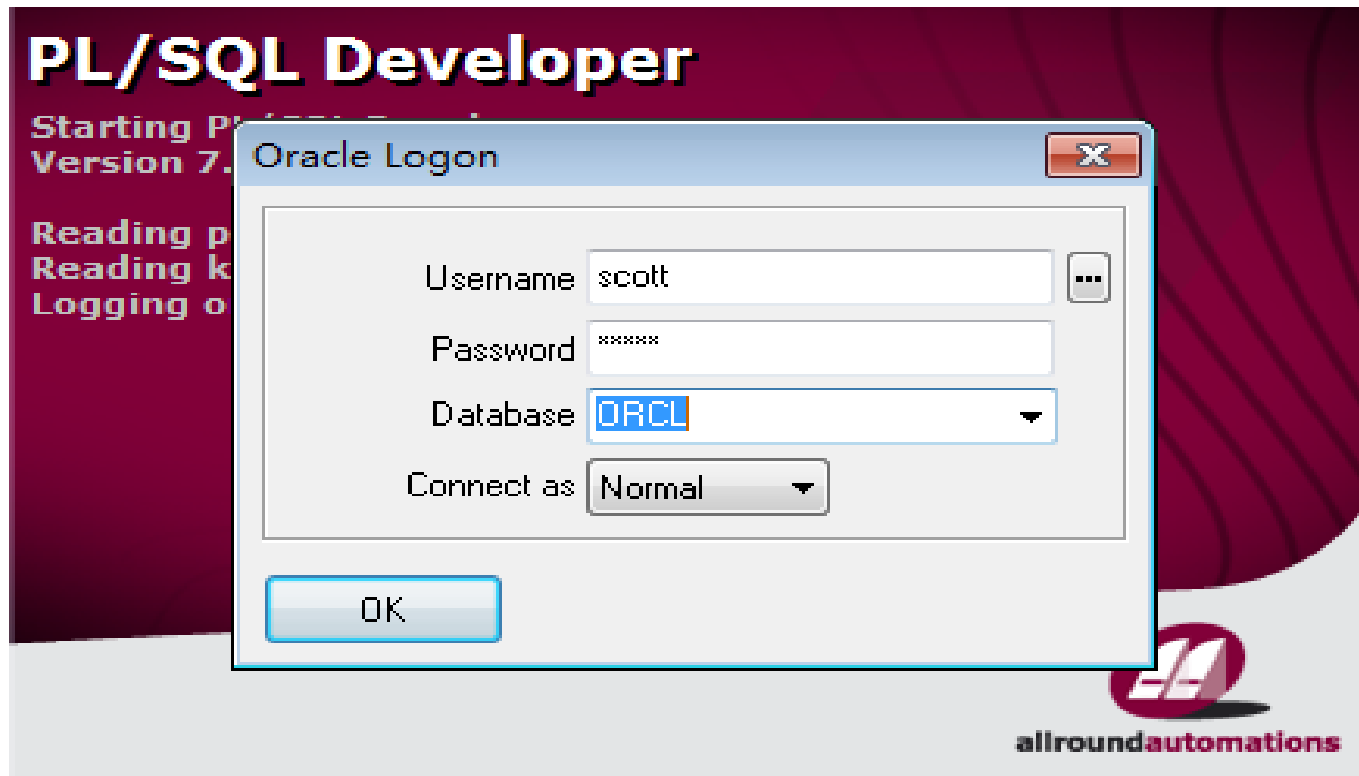 PL/SQL Developer
Starting
Version 7.
Reading
Reading
Logging
Oracle Logon
Username scott
...
Password *****
Database ORCL
Connect as Normal
OK
allroundautomations